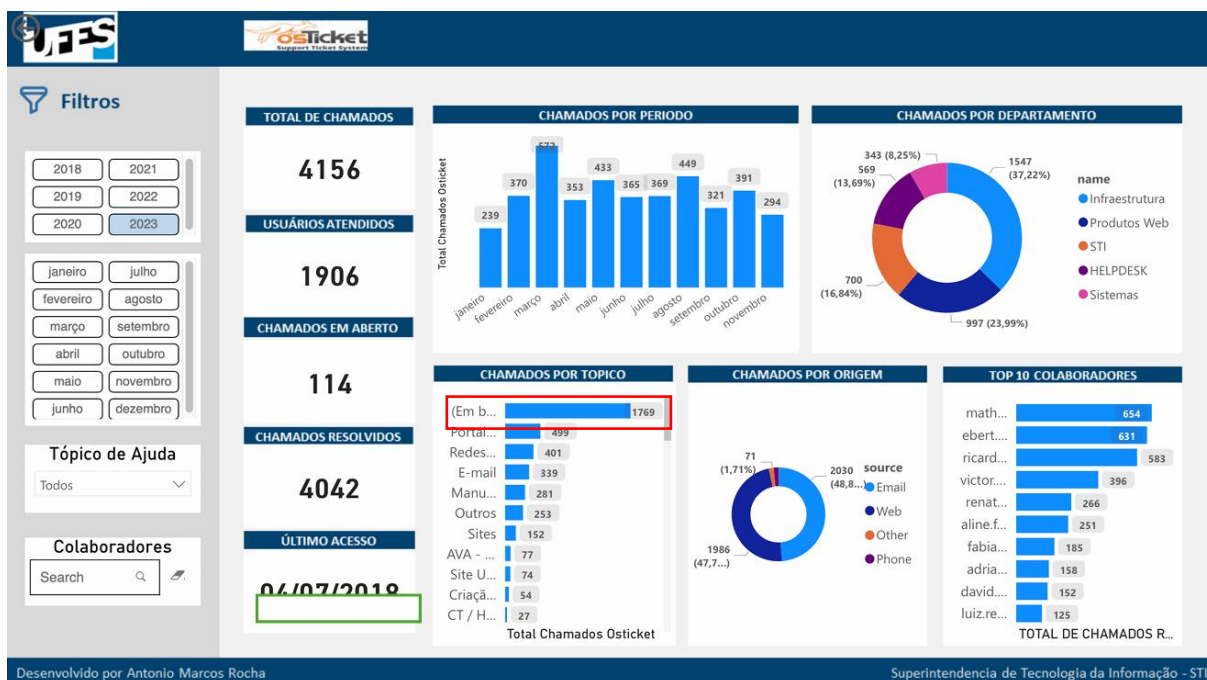 UFES
osTicket
Support Ticket System
Filtros
2018 2021
2019 2022
2020 2023
janeiro julho
fevereiro agosto
março setembro
abril outubro
maio novembro
junho dezembro
Tópico de Ajuda
Todos
Colaboradores
Search
TOTAL DE CHAMADOS
4156
USUÁRIOS ATENDIDOS
1906
CHAMADOS EM ABERTO
114
CHAMADOS RESOLVIDOS
4042
ÚLTIMO ACESSO
04/07/2018
CHAMADOS POR PERIODO
Total Chamados Osticket
239
370
572
353
433
365
369
449
321
391
294
janeiro
fevereiro
março
abril
maio
junho
julho
agosto
setembro
outubro
novembro
CHAMADOS POR DEPARTAMENTO
343 (8,25%)
569
(13,69%)
700
(16,84%)
1547
(37,22%)
997 (23,99%)
name
Infraestrutura
Produtos Web
STI
HELPDESK
Sistemas
CHAMADOS POR TOPICO
(Em b... 1769
Portal... 499
Redes... 401
E-mail 339
Manu... 281
Outros 253
Sites 152
AVA - ... 77
Site U... 74
Criaçã... 54
CT / H... 27
Total Chamados Osticket
CHAMADOS POR ORIGEM
71
(1,71%)
2030
(48,8...)
1986
(47,7...)
source
Email
Web
Other
Phone
TOP 10 COLABORADORES
math... 654
ebert.... 631
ricard... 583
victor.... 396
renat... 266
aline.f... 251
fabia... 185
adria... 158
david.... 152
luiz.re... 125
TOTAL DE CHAMADOS R...
Desenvolvido por Antonio Marcos Rocha
Superintendencia de Tecnologia da Informação - STI